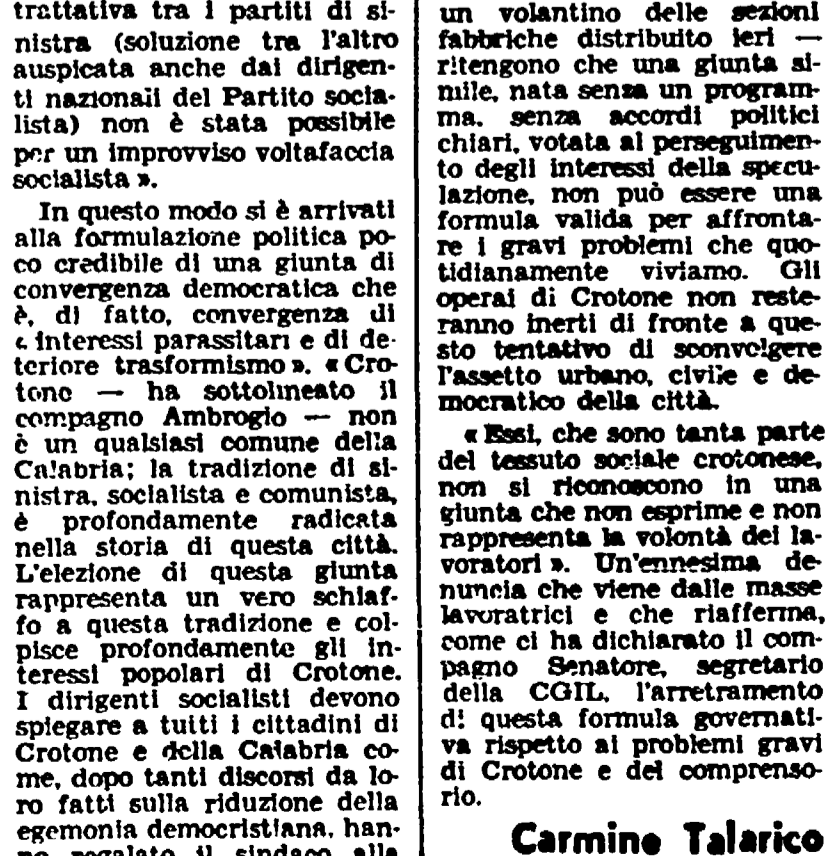 trattativa tra i partiti di si-
nistra (soluzione tra l'altro
auspicata anche dai dirigen-
ti nazionali del Partito socia-
lista) non è stata possibile
per un improvviso voltafaccia
socialista ».
In questo modo si è arrivati
alla formulazione politica po-
co credibile di una giunta di
convergenza democratica che
è, di fatto, convergenza di
« interessi parassitari e di de-
teriore trasformismo ». « Cro-
tone — ha sottolineato il
compagno Ambrogio — non
è un qualsiasi comune della
Calabria; la tradizione di si-
nistra, socialista e comunista,
è profondamente radicata
nella storia di questa città.
L'elezione di questa giunta
rappresenta un vero schiaf-
fo a questa tradizione e col-
pisce profondamente gli in-
teressi popolari di Crotone.
I dirigenti socialisti devono
spiegare a tutti i cittadini di
Crotone e della Calabria co-
me, dopo tanti discorsi da lo-
ro fatti sulla riduzione della
egemonia democristiana, han-
no regalato il sindaco alla
un volantino delle sezioni
fabbriche distribuito ieri —
ritengono che una giunta si-
mile, nata senza un program-
ma, senza accordi politici
chiari, votata al perseguimen-
to degli interessi della specu-
lazione, non può essere una
formula valida per affronta-
re i gravi problemi che quo-
tidianamente viviamo. Gli
operai di Crotone non reste-
ranno inerti di fronte a que-
sto tentativo di sconvolgere
l'assetto urbano, civile e de-
mocratico della città.
« Essi, che sono tanta parte
del tessuto sociale crotonese,
non si riconoscono in una
giunta che non esprime e non
rappresenta la volontà dei la-
voratori ». Un'ennesima de-
nuncia che viene dalle masse
lavoratrici e che riafferma,
come ci ha dichiarato il com-
pagno Senatore, segretario
della CGIL, l'arretramento
di questa formula governati-
va rispetto ai problemi gravi
di Crotone e del comprenso-
rio.
Carmine Talarico